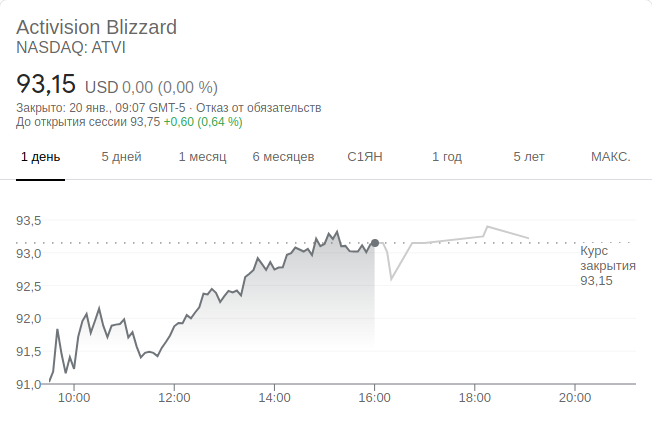 Activision Blizzard
NASDAQ: ATVI
93,15 USD 0,00 (0,00 %)
Закрыто: 20 янв., 09:07 GMT-5 · Отказ от обязательств
До открытия сессии 93,75 +0,60 (0,64 %)
1 день 5 дней 1 месяц 6 месяцев С1ЯН 1 год 5 лет МАКС.
93,5
93,0
92,5
92,0
91,5
91,0
Курс
закрытия
93,15
10:00 12:00 14:00 16:00 18:00 20:00